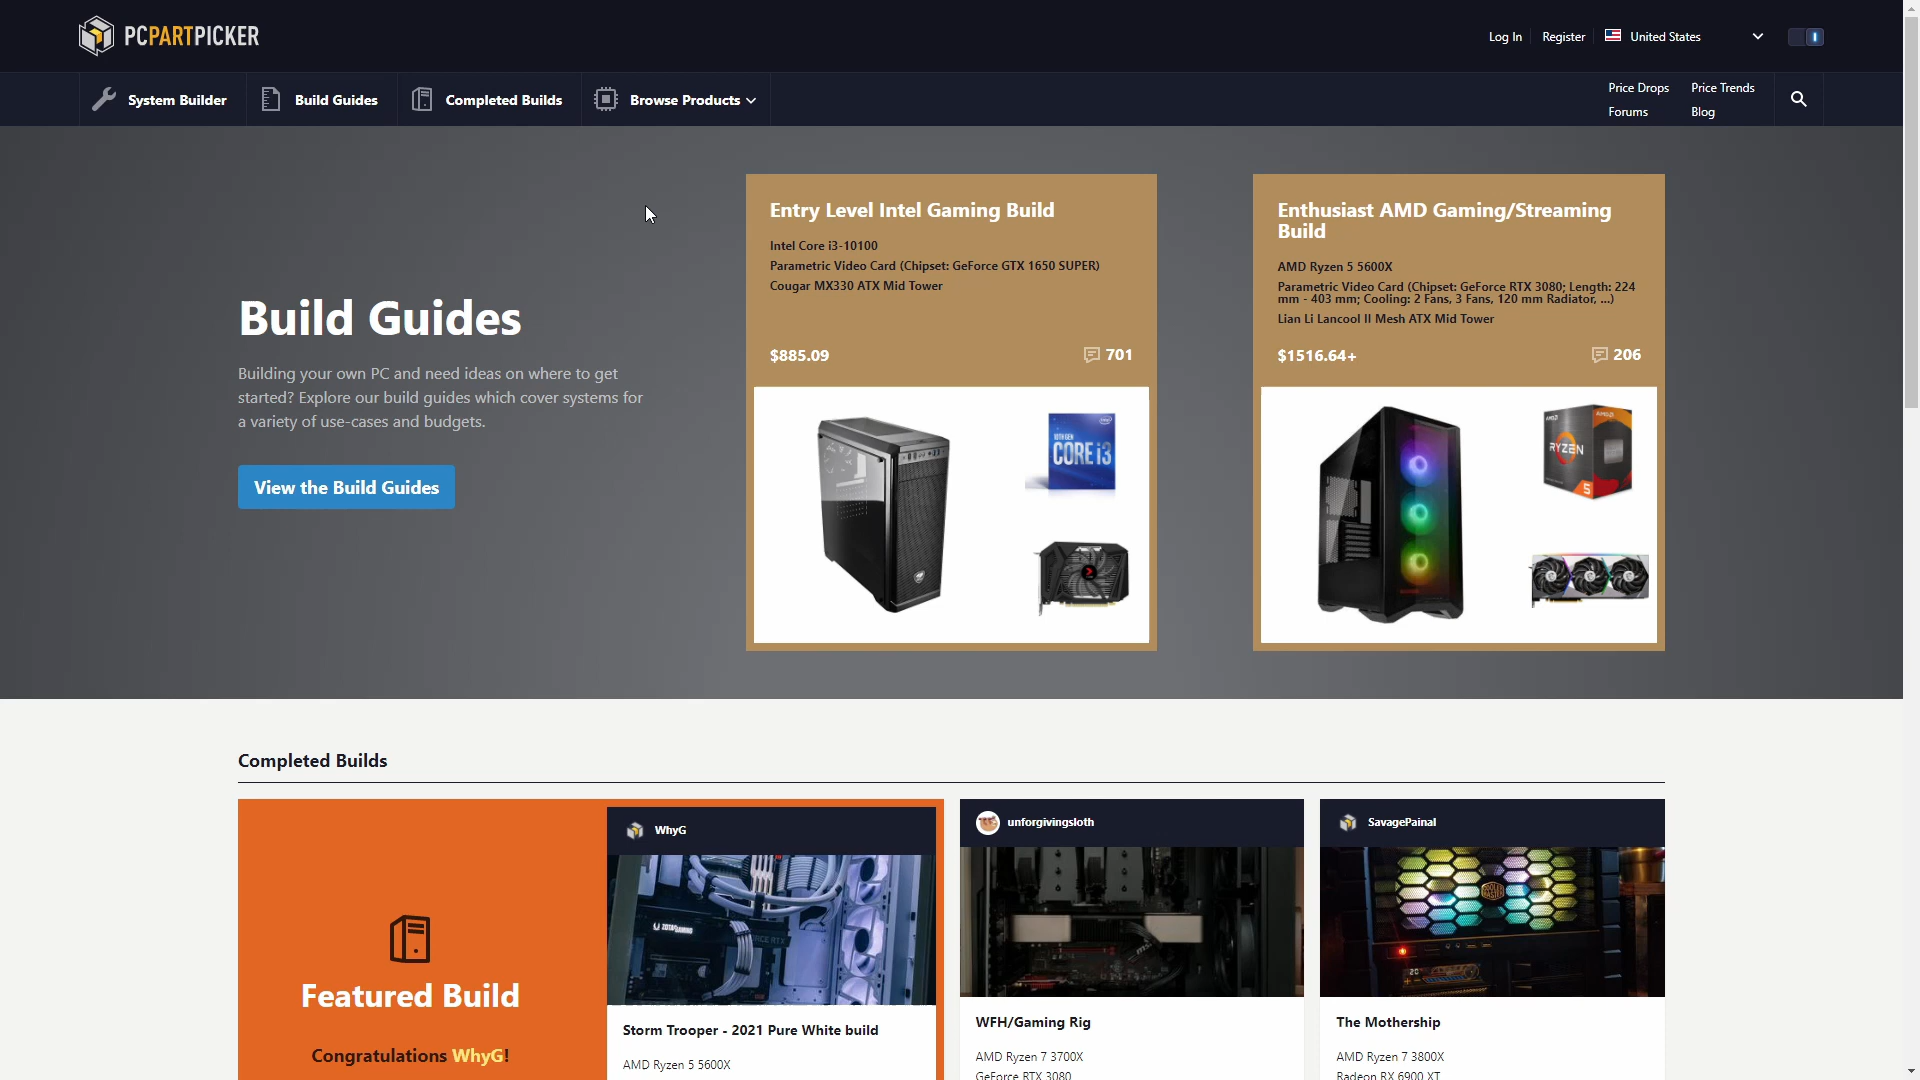 PCPARTPICKER
Log In
Register
United States
System Builder
Build Guides
Completed Builds
Browse Products
Price Drops
Price Trends
Forums
Blog
Build Guides
Building your own PC and need ideas on where to get
started? Explore our build guides which cover systems for
a variety of use-cases and budgets.
View the Build Guides
Entry Level Intel Gaming Build
Intel Core i3-10100
Parametric Video Card (Chipset: GeForce GTX 1650 SUPER)
Cougar MX330 ATX Mid Tower
$885.09
701
CORE i3
Enthusiast AMD Gaming/Streaming
Build
AMD Ryzen 5 5600X
Parametric Video Card (Chipset: GeForce RTX 3080; Length: 224
mm - 403 mm; Cooling: 2 Fans, 3 Fans, 120 mm Radiator, ...)
Lian Li Lancool II Mesh ATX Mid Tower
$1516.64+
206
RYZEN
5
Completed Builds
Featured Build
Congratulations WhyG!
WhyG
ZOTAC GAMING
Storm Trooper - 2021 Pure White build
AMD Ryzen 5 5600X
unforgivingsloth
WFH/Gaming Rig
AMD Ryzen 7 3700X
GeForce RTX 3080
SavagePainal
The Mothership
AMD Ryzen 7 3800X
Radeon RX 6900 XT